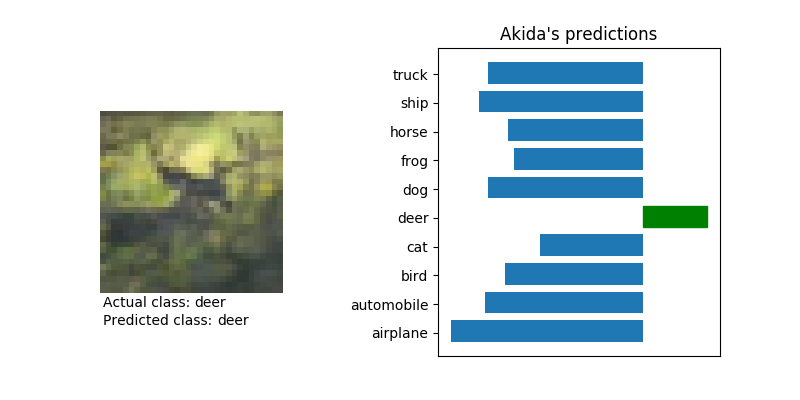 Akida's predictions
truck
ship
horse
frog
dog
deer
cat
bird
automobile
airplane
Actual class: deer
Predicted class: deer